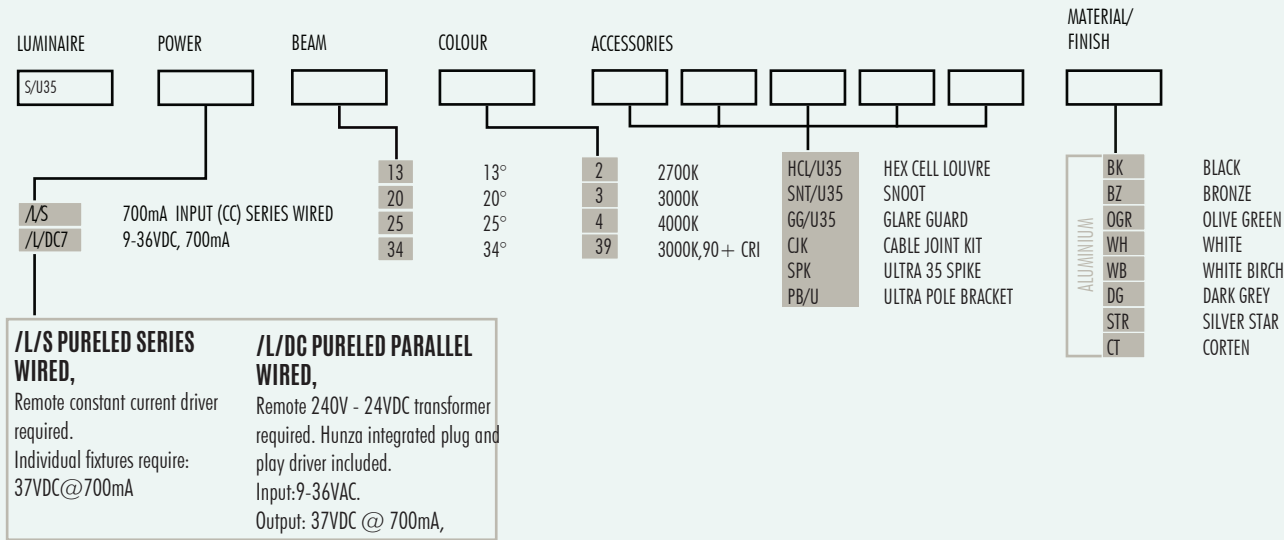 LUMINAIRE
POWER
BEAM
COLOUR
ACCESSORIES
MATERIAL/
FINISH
S/U35
/L/S 700mA INPUT (CC) SERIES WIRED
/L/DC7 9-36VDC, 700mA
13 13°
20 20°
25 25°
34 34°
2 2700K
3 3000K
4 4000K
39 3000K,90+ CRI
HCL/U35 HEX CELL LOUVRE
SNT/U35 SNOOT
GG/U35 GLARE GUARD
CJK CABLE JOINT KIT
SPK ULTRA 35 SPIKE
PB/U ULTRA POLE BRACKET
ALUMINIUM
BK BLACK
BZ BRONZE
OGR OLIVE GREEN
WH WHITE
WB WHITE BIRCH
DG DARK GREY
STR SILVER STAR
CT CORTEN
/L/S PURELED SERIES
WIRED,
Remote constant current driver
required.
Individual fixtures require:
37VDC@700mA
/L/DC PURELED PARALLEL
WIRED,
Remote 240V - 24VDC transformer
required. Hunza integrated plug and
play driver included.
Input:9-36VAC.
Output: 37VDC @ 700mA,